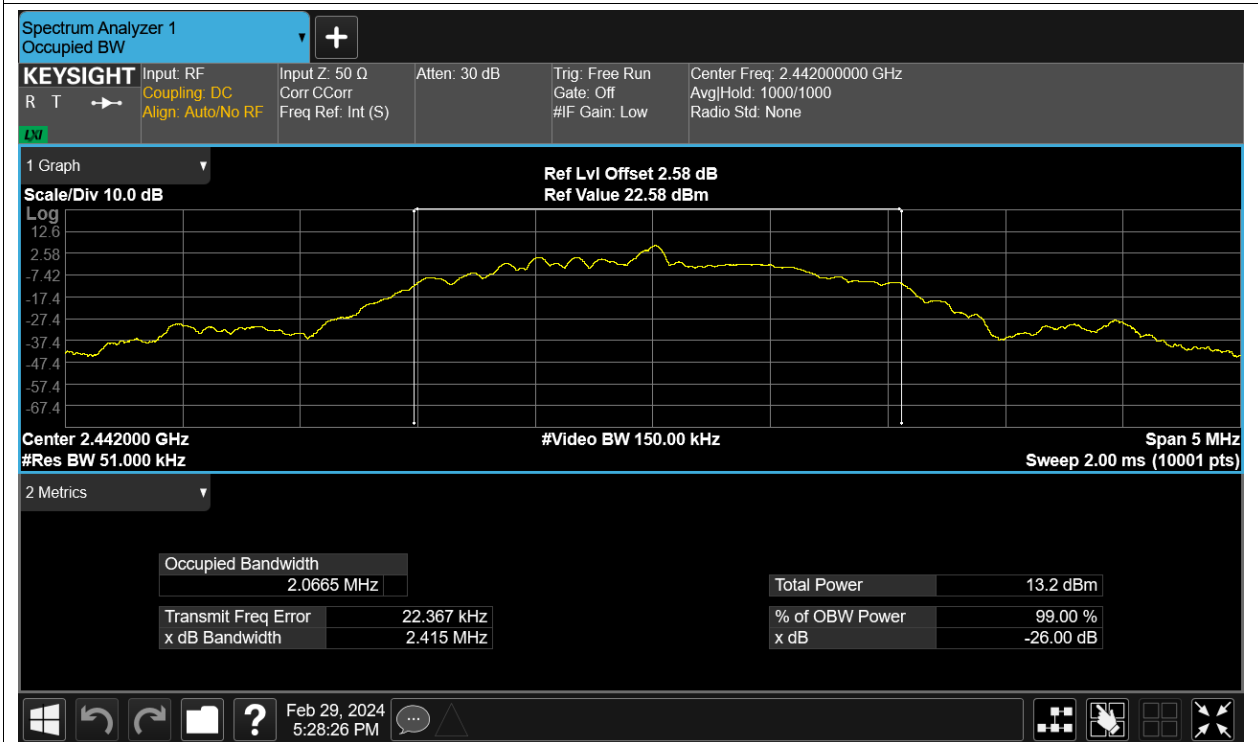 Spectrum Analyzer 1
Occupied BW
KEYSIGHT
R T
LXI
Input: RF
Coupling: DC
Align: Auto/No RF
Input Z: 50 Ω
Corr CCorr
Freq Ref: Int (S)
Atten: 30 dB
Trig: Free Run
Gate: Off
#IF Gain: Low
Center Freq: 2.442000000 GHz
Avg|Hold: 1000/1000
Radio Std: None
1 Graph
Scale/Div 10.0 dB
Ref Lvl Offset 2.58 dB
Ref Value 22.58 dBm
Log
12.6
2.58
-7.42
-17.4
-27.4
-37.4
-47.4
-57.4
-67.4
Center 2.442000 GHz
#Video BW 150.00 kHz
Span 5 MHz
#Res BW 51.000 kHz
Sweep 2.00 ms (10001 pts)
2 Metrics
Occupied Bandwidth
2.0665 MHz
Total Power 13.2 dBm
Transmit Freq Error 22.367 kHz
% of OBW Power 99.00 %
x dB Bandwidth 2.415 MHz
x dB -26.00 dB
?
Feb 29, 2024
5:28:26 PM